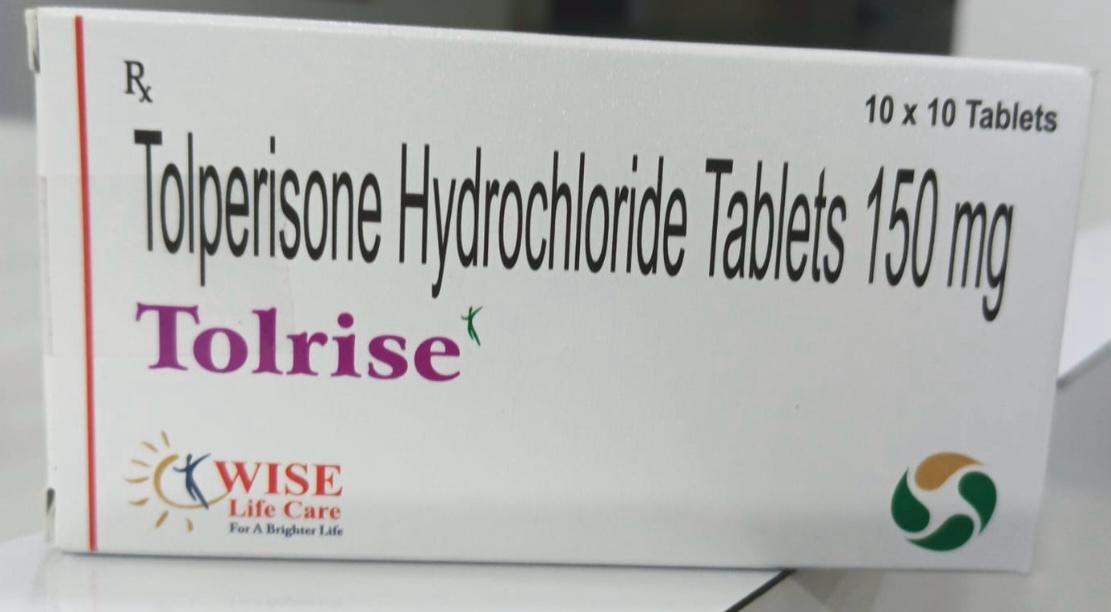 Rx
10 x 10 Tablets
Tolperisone Hydrochloride Tablets 150 mg
Tolrise
WISE
Life Care
For A Brighter Life